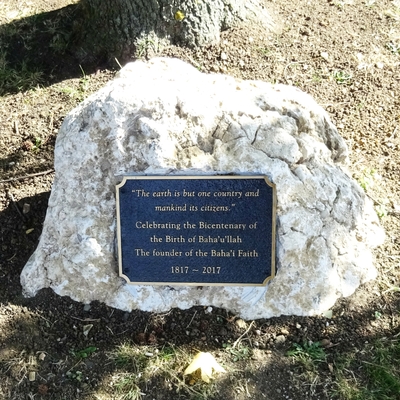 "The earth is but one country and
mankind its citizens."
Celebrating the Bicentenary of
the Birth of Baha'u'llah
The founder of the Baha'i Faith
1817 ~ 2017